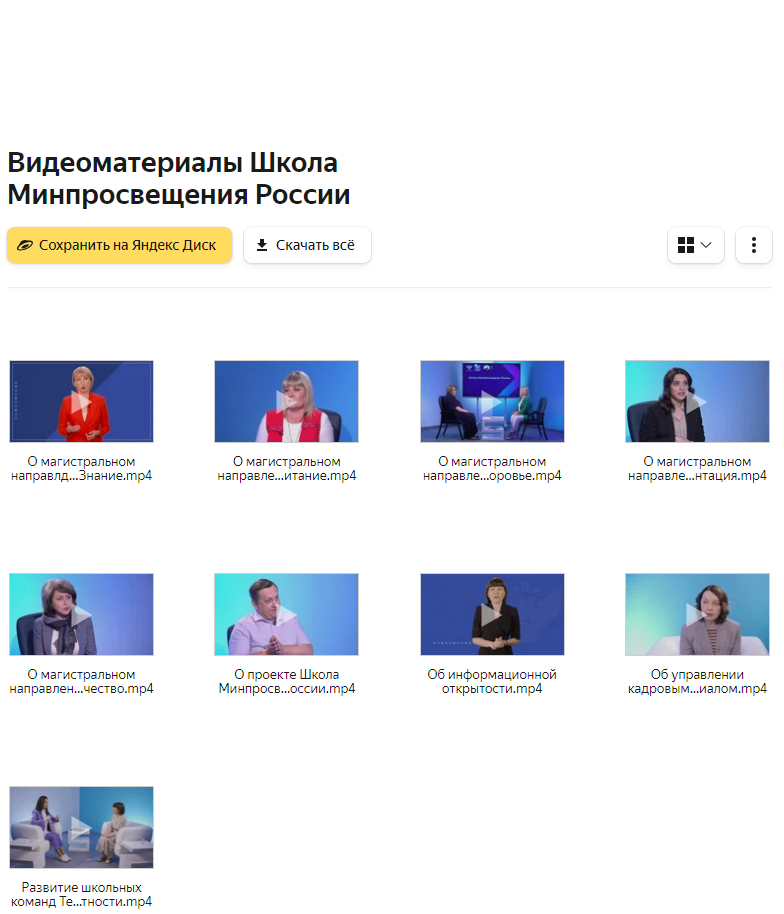 Видеоматериалы Школа
Минпросвещения России
Сохранить на Яндекс Диск
Скачать всё
О магистральном
направлд...Знание.mp4
О магистральном
направле...итание.mp4
О магистральном
направле...оровье.mp4
О магистральном
направле...нтация.mp4
О магистральном
направлен...чество.mp4
О проекте Школа
Минпросв...оссии.mp4
Об информационной
открытости.mp4
Об управлении
кадровым...иалом.mp4
Развитие школьных
команд Те...тности.mp4